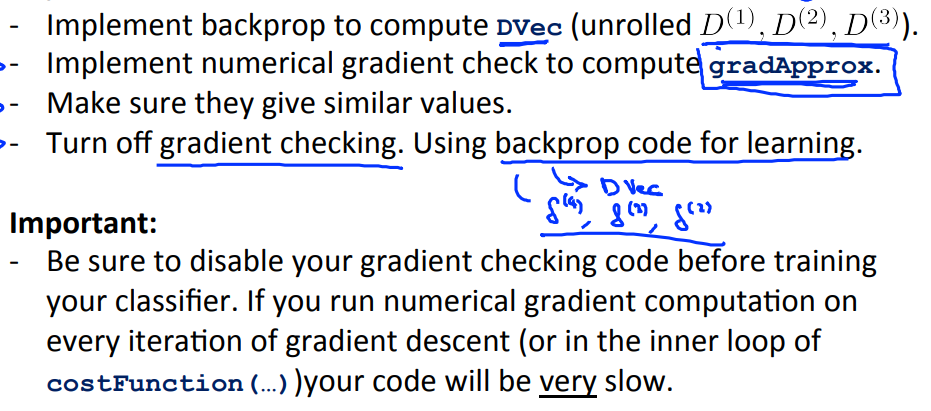 - Implement backprop to compute DVec (unrolled D⁽¹⁾, D⁽²⁾, D⁽³⁾).
- Implement numerical gradient check to compute gradApprox.
- Make sure they give similar values.
- Turn off gradient checking. Using backprop code for learning.
DVec
δ⁽⁴⁾, δ⁽³⁾, δ⁽²⁾
Important:
- Be sure to disable your gradient checking code before training
your classifier. If you run numerical gradient computation on
every iteration of gradient descent (or in the inner loop of
costFunction(…))your code will be very slow.